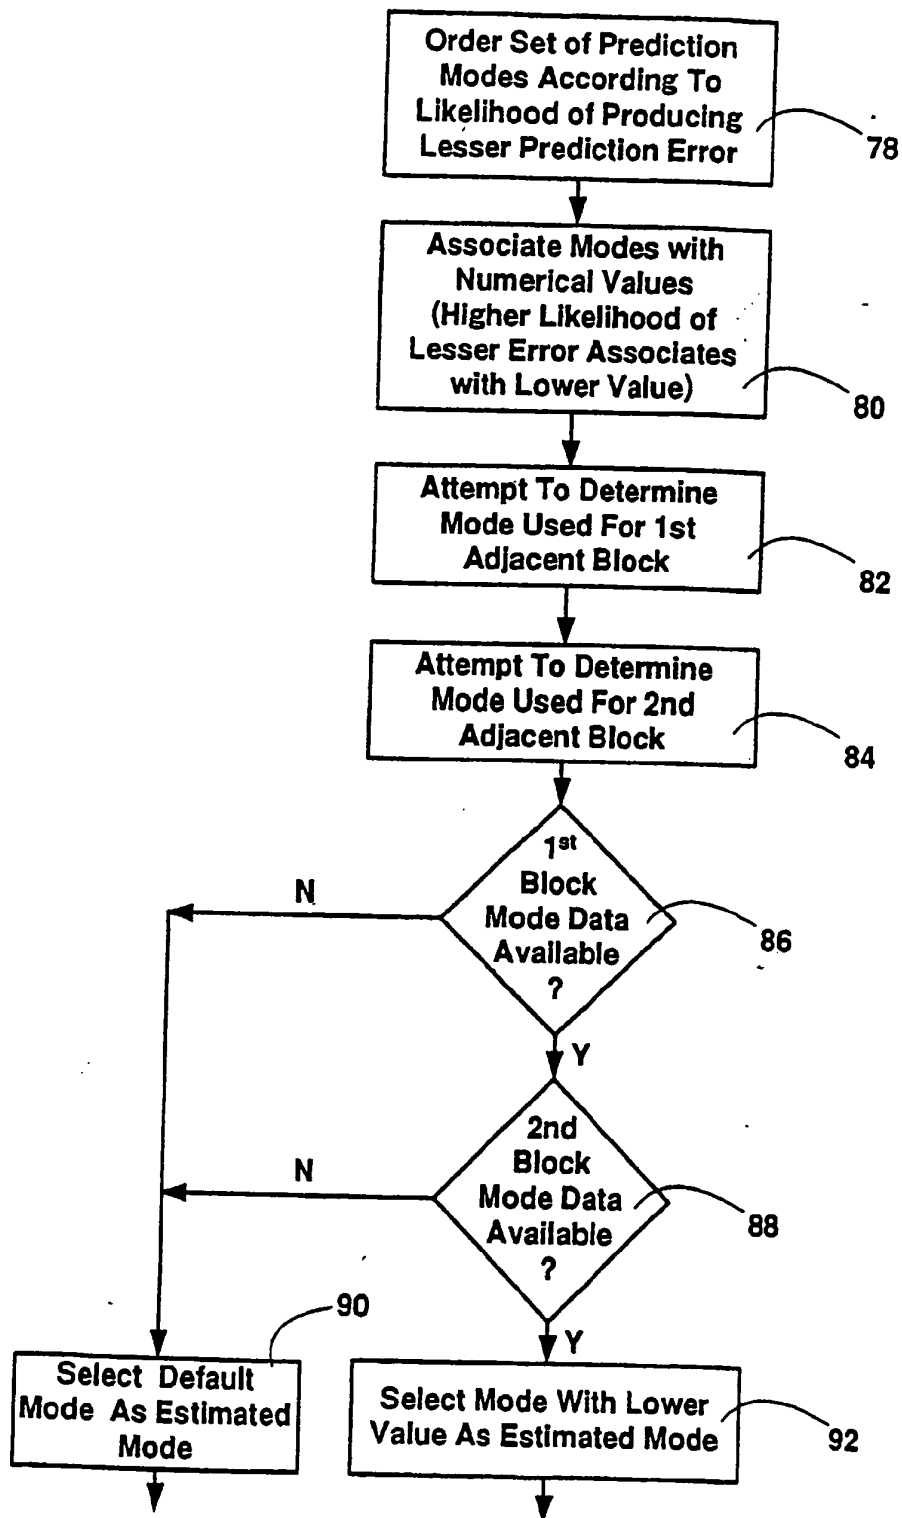 Order Set of Prediction
Modes According To
Likelihood of Producing
Lesser Prediction Error
78
Associate Modes with
Numerical Values
(Higher Likelihood of
Lesser Error Associates
with Lower Value)
80
Attempt To Determine
Mode Used For 1st
Adjacent Block
82
Attempt To Determine
Mode Used For 2nd
Adjacent Block
84
1st
Block
Mode Data
Available
?
86
N
Y
2nd
Block
Mode Data
Available
?
88
N
Y
90
Select Default
Mode As Estimated
Mode
Select Mode With Lower
Value As Estimated Mode
92